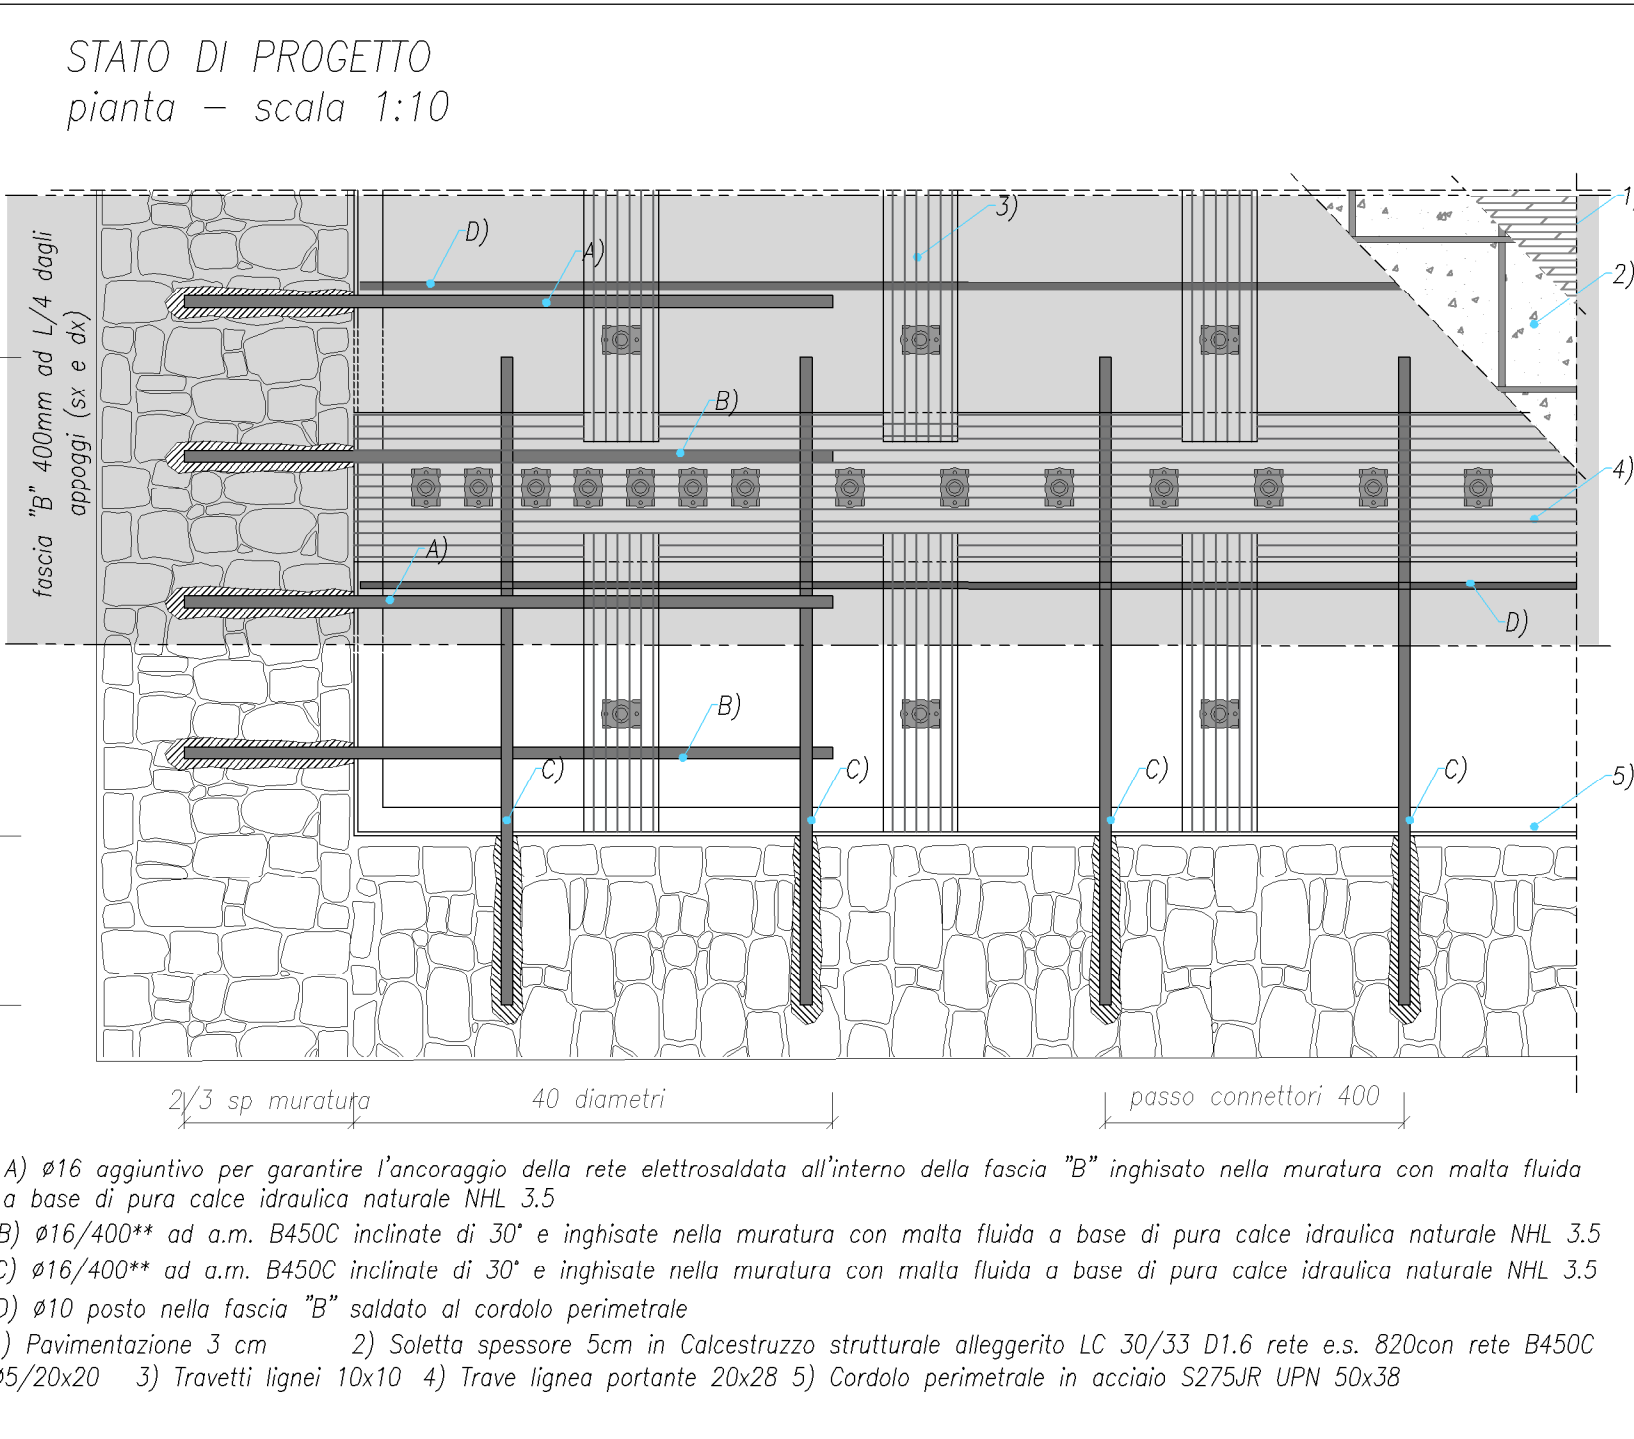 STATO DI PROGETTO
pianta – scala 1:10
fascia "B" 400mm ad L/4 dagli
appoggi (sx e dx)
D)
A)
3)
1)
2)
B)
4)
A)
D)
B)
C)
C)
C)
C)
5)
2/3 sp muratura
40 diametri
passo connettori 400
A) ø16 aggiuntivo per garantire l'ancoraggio della rete elettrosaldata all'interno della fascia "B" inghisato nella muratura con malta fluida
a base di pura calce idraulica naturale NHL 3.5
B) ø16/400** ad a.m. B450C inclinate di 30° e inghisate nella muratura con malta fluida a base di pura calce idraulica naturale NHL 3.5
C) ø16/400** ad a.m. B450C inclinate di 30° e inghisate nella muratura con malta fluida a base di pura calce idraulica naturale NHL 3.5
D) ø10 posto nella fascia "B" saldato al cordolo perimetrale
1) Pavimentazione 3 cm 2) Soletta spessore 5cm in Calcestruzzo strutturale alleggerito LC 30/33 D1.6 rete e.s. 820con rete B450C
ø5/20x20 3) Travetti lignei 10x10 4) Trave lignea portante 20x28 5) Cordolo perimetrale in acciaio S275JR UPN 50x38